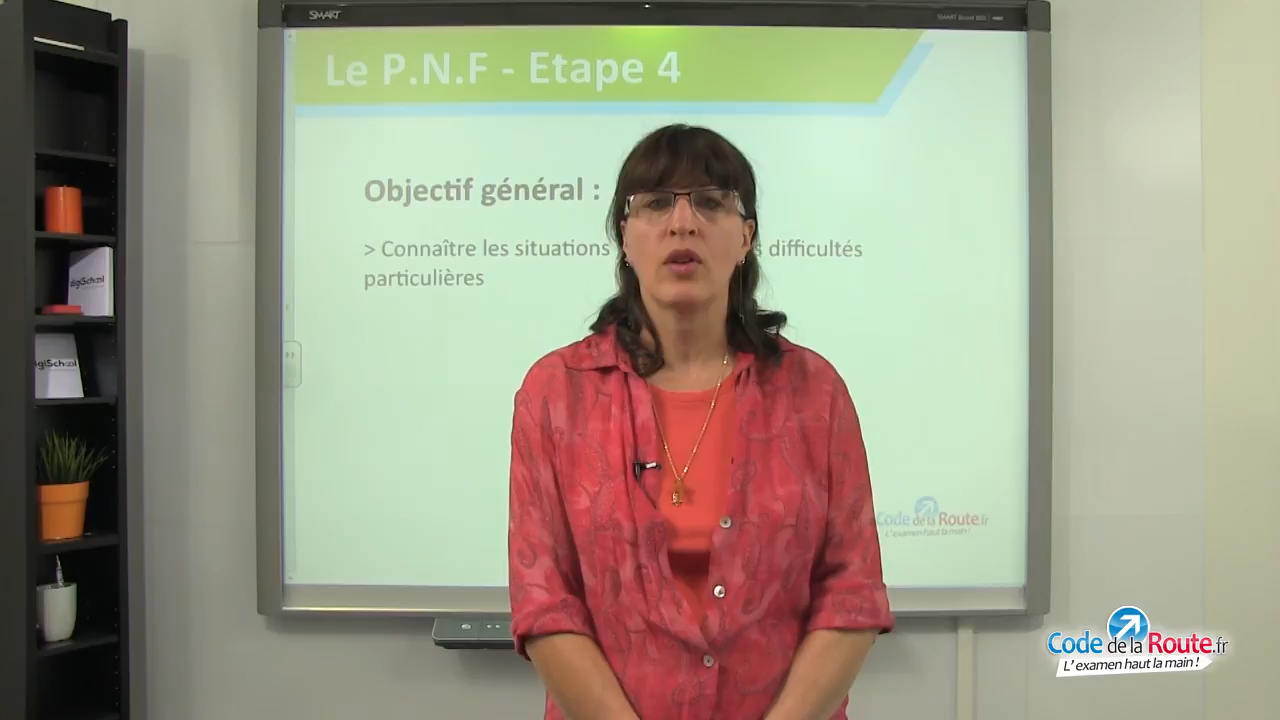 SMART
Le P.N.F - Etape 4
Objectif général :
> Connaître les situations s difficultés
particulières
digiSchool
digiSchool
Code de la Route.fr
L'examen haut la main !
Code de la Route.fr
L'examen haut la main !